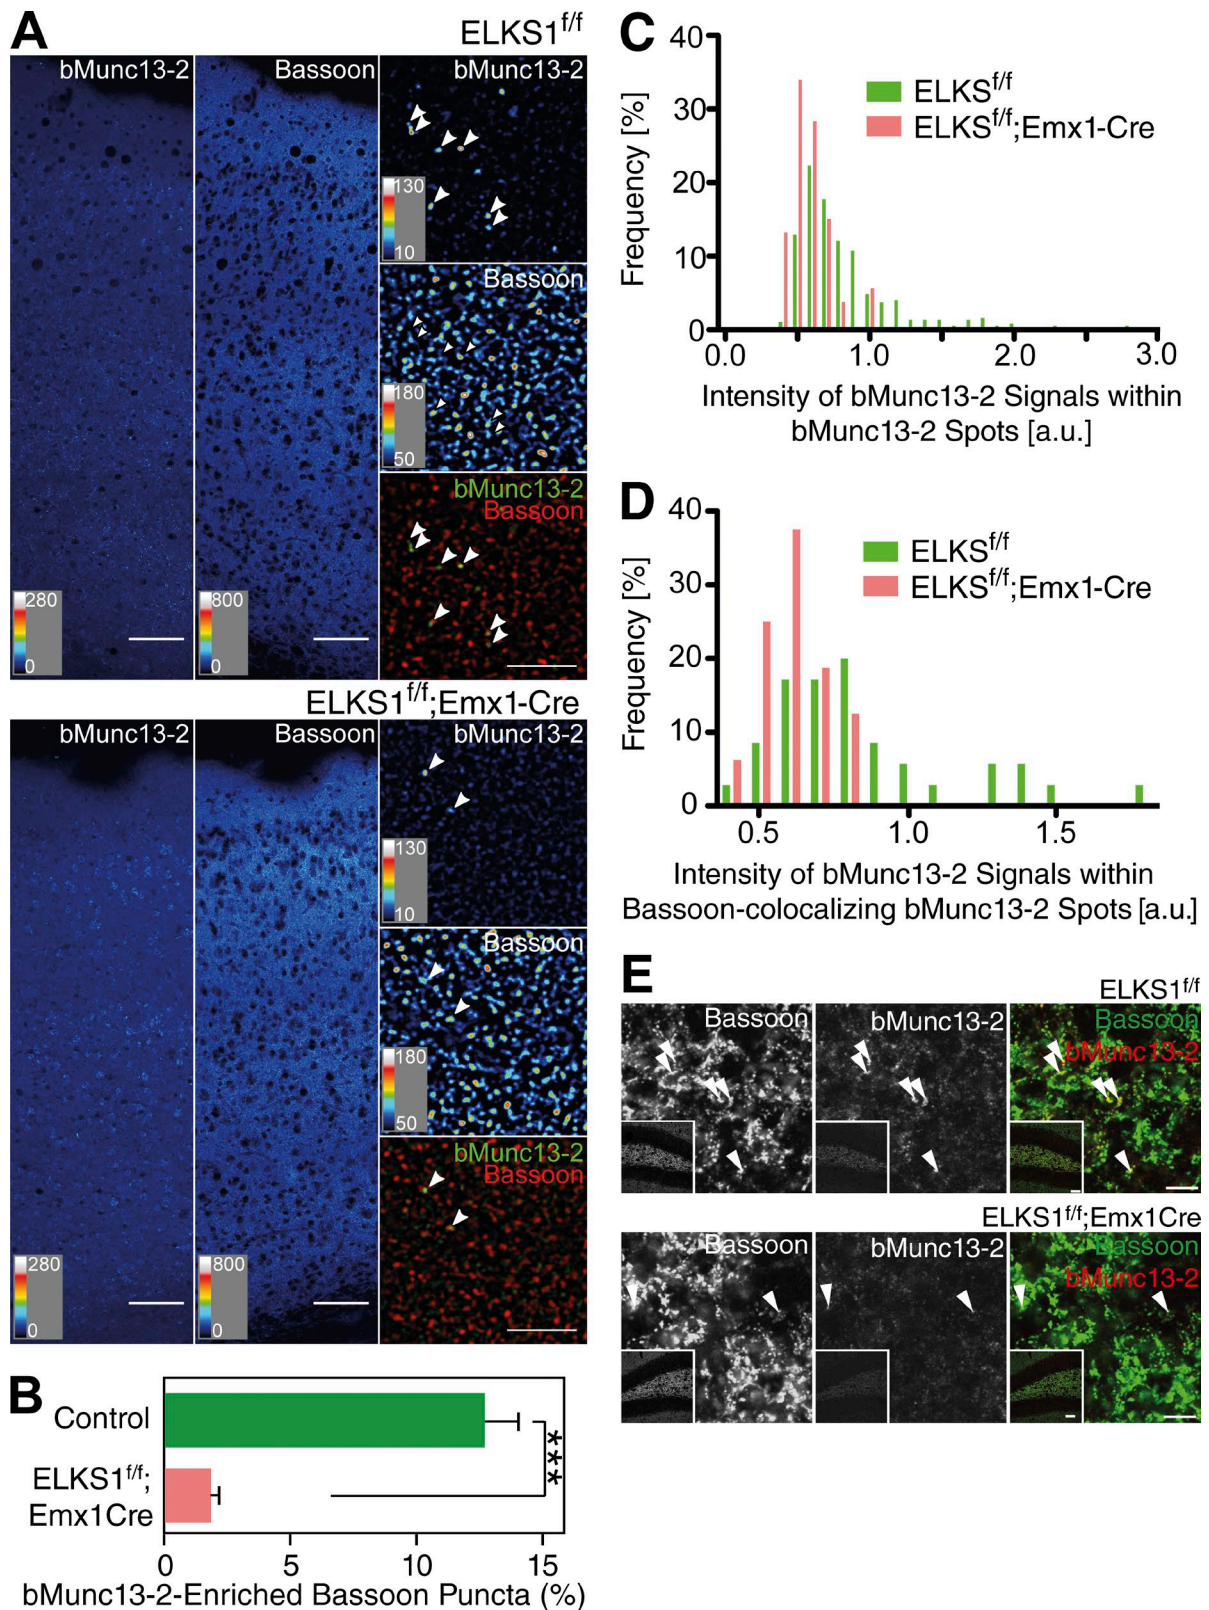 A
ELKS1f/f
bMunc13-2
Bassoon
bMunc13-2
130
10
Bassoon
180
50
bMunc13-2
Bassoon
280
0
800
0
ELKS1f/f;Emx1-Cre
bMunc13-2
Bassoon
bMunc13-2
130
10
Bassoon
180
50
bMunc13-2
Bassoon
280
0
800
0
B
Control
ELKS1f/f;
Emx1Cre
***
0 5 10 15
bMunc13-2-Enriched Bassoon Puncta (%)
C
Frequency [%]
40
30
20
10
0
ELKSf/f
ELKSf/f;Emx1-Cre
0.0 1.0 2.0 3.0
Intensity of bMunc13-2 Signals within
bMunc13-2 Spots [a.u.]
D
Frequency [%]
40
30
20
10
0
ELKSf/f
ELKSf/f;Emx1-Cre
0.5 1.0 1.5
Intensity of bMunc13-2 Signals within
Bassoon-colocalizing bMunc13-2 Spots [a.u.]
E
ELKS1f/f
Bassoon
bMunc13-2
Bassoon
bMunc13-2
ELKS1f/f;Emx1Cre
Bassoon
bMunc13-2
Bassoon
bMunc13-2